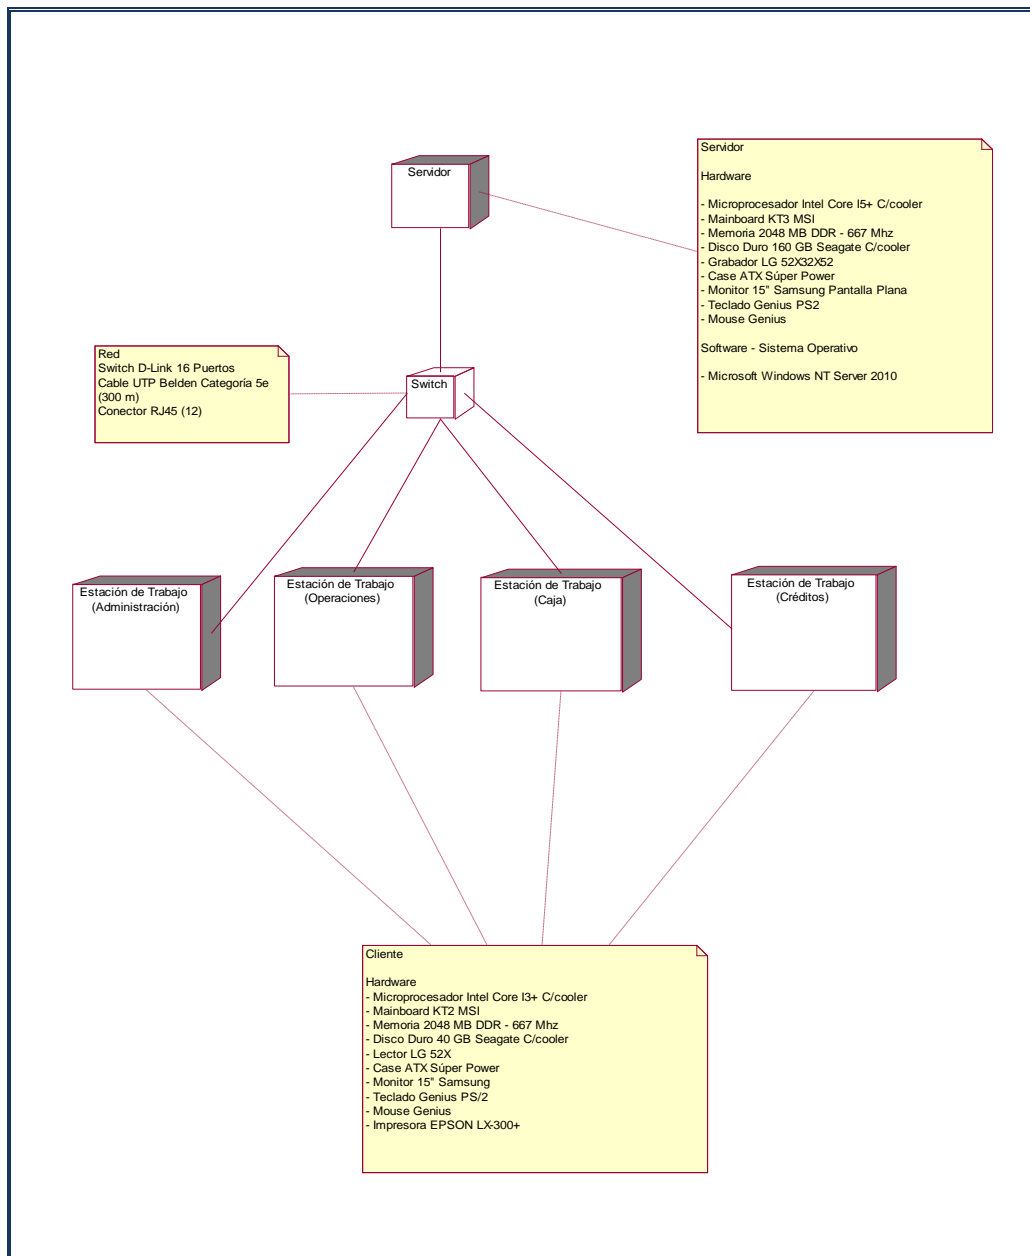 Servidor
Servidor
Hardware
- Microprocesador Intel Core I5+ C/cooler
- Mainboard KT3 MSI
- Memoria 2048 MB DDR - 667 Mhz
- Disco Duro 160 GB Seagate C/cooler
- Grabador LG 52X32X52
- Case ATX Súper Power
- Monitor 15" Samsung Pantalla Plana
- Teclado Genius PS2
- Mouse Genius
Software - Sistema Operativo
- Microsoft Windows NT Server 2010
Red
Switch D-Link 16 Puertos
Cable UTP Belden Categoría 5e
(300 m)
Conector RJ45 (12)
Switch
Estación de Trabajo
(Administración)
Estación de Trabajo
(Operaciones)
Estación de Trabajo
(Caja)
Estación de Trabajo
(Créditos)
Cliente
Hardware
- Microprocesador Intel Core I3+ C/cooler
- Mainboard KT2 MSI
- Memoria 2048 MB DDR - 667 Mhz
- Disco Duro 40 GB Seagate C/cooler
- Lector LG 52X
- Case ATX Súper Power
- Monitor 15" Samsung
- Teclado Genius PS/2
- Mouse Genius
- Impresora EPSON LX-300+